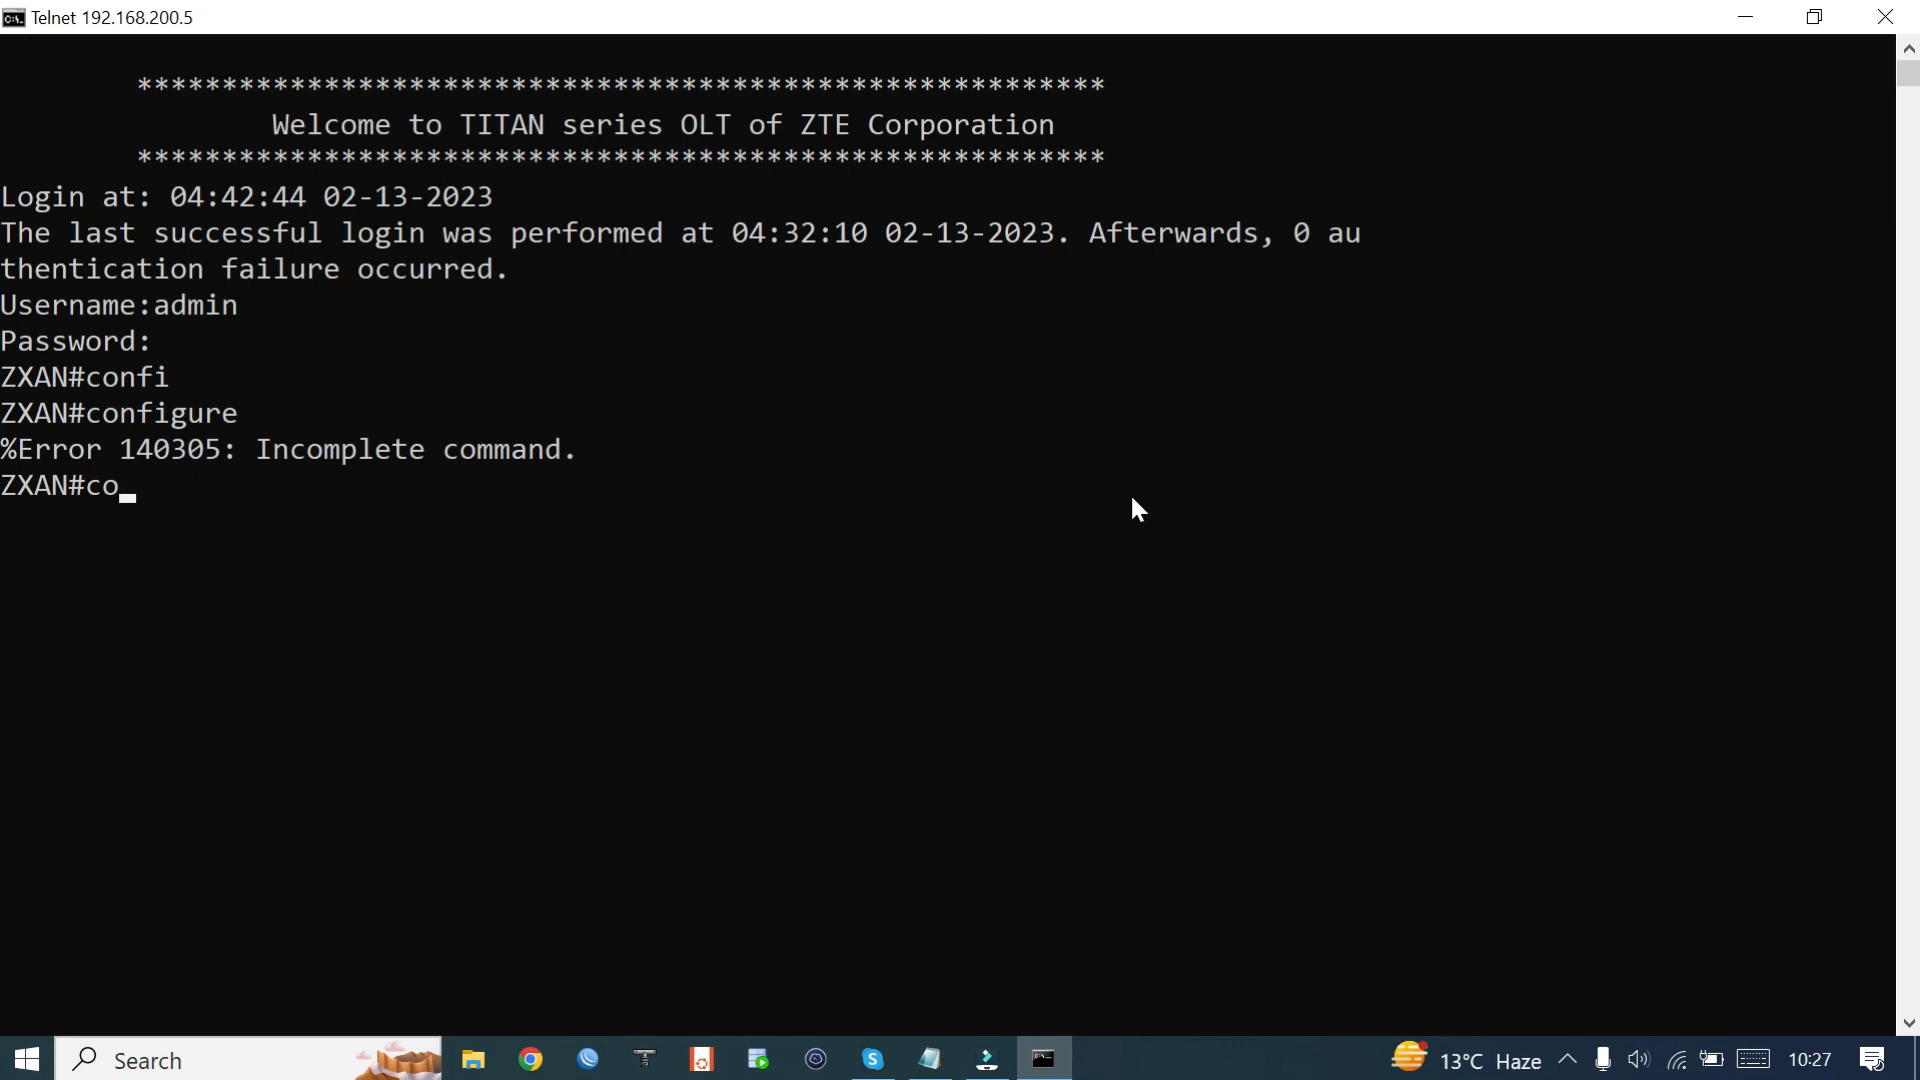 Telnet 192.168.200.5
*********************************************************
Welcome to TITAN series OLT of ZTE Corporation
*********************************************************
Login at: 04:42:44 02-13-2023
The last successful login was performed at 04:32:10 02-13-2023. Afterwards, 0 au
thentication failure occurred.
Username:admin
Password:
ZXAN#confi
ZXAN#configure
%Error 140305: Incomplete command.
ZXAN#co_
Search
13°C Haze
10:27